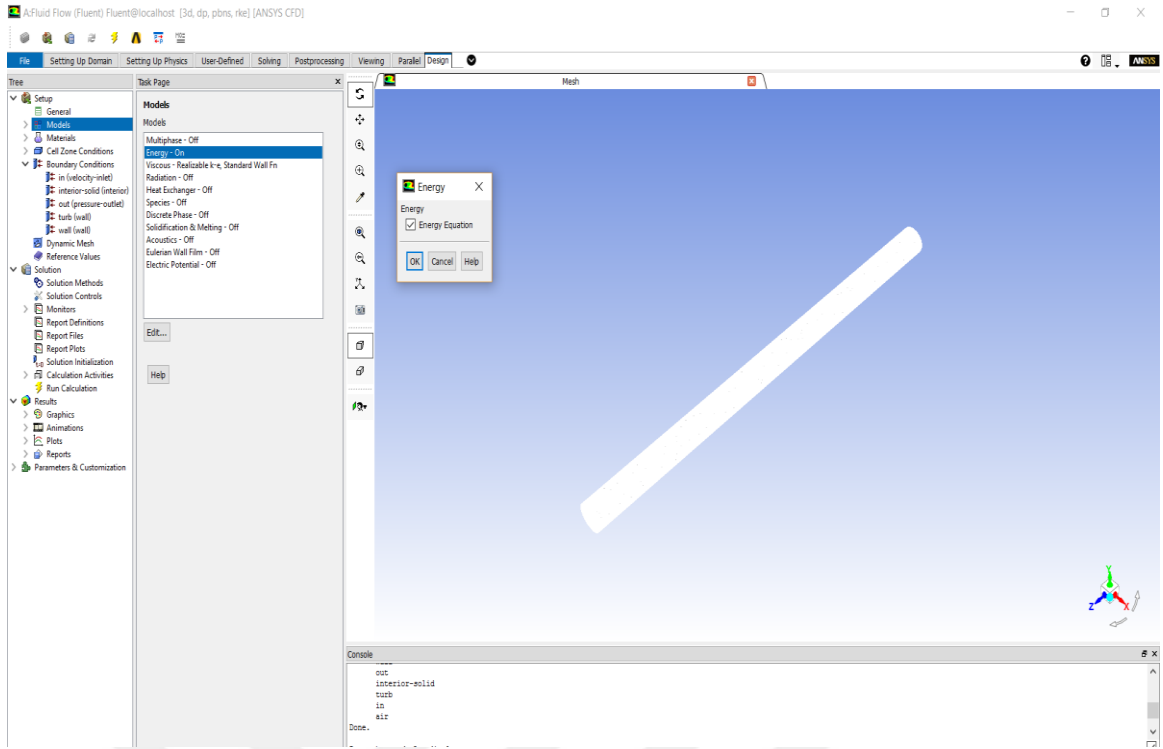 A:Fluid Flow (Fluent) Fluent@localhost [3d, dp, pbns, rke] [ANSYS CFD]
File Setting Up Domain Setting Up Physics User-Defined Solving Postprocessing Viewing Parallel Design
ANSYS
Tree
Setup
General
Models
Materials
Cell Zone Conditions
Boundary Conditions
in (velocity-inlet)
interior-solid (interior)
out (pressure-outlet)
turb (wall)
wall (wall)
Dynamic Mesh
Reference Values
Solution
Solution Methods
Solution Controls
Monitors
Report Definitions
Report Files
Report Plots
Solution Initialization
Calculation Activities
Run Calculation
Results
Graphics
Animations
Plots
Reports
Parameters & Customization
Task Page
Models
Models
Multiphase - Off
Energy - On
Viscous - Realizable k-e, Standard Wall Fn
Radiation - Off
Heat Exchanger - Off
Species - Off
Discrete Phase - Off
Solidification & Melting - Off
Acoustics - Off
Eulerian Wall Film - Off
Electric Potential - Off
Edit...
Help
Mesh
Energy
Energy
Energy Equation
OK Cancel Help
Y
Z X
Console
out
interior-solid
turb
in
air
Done.